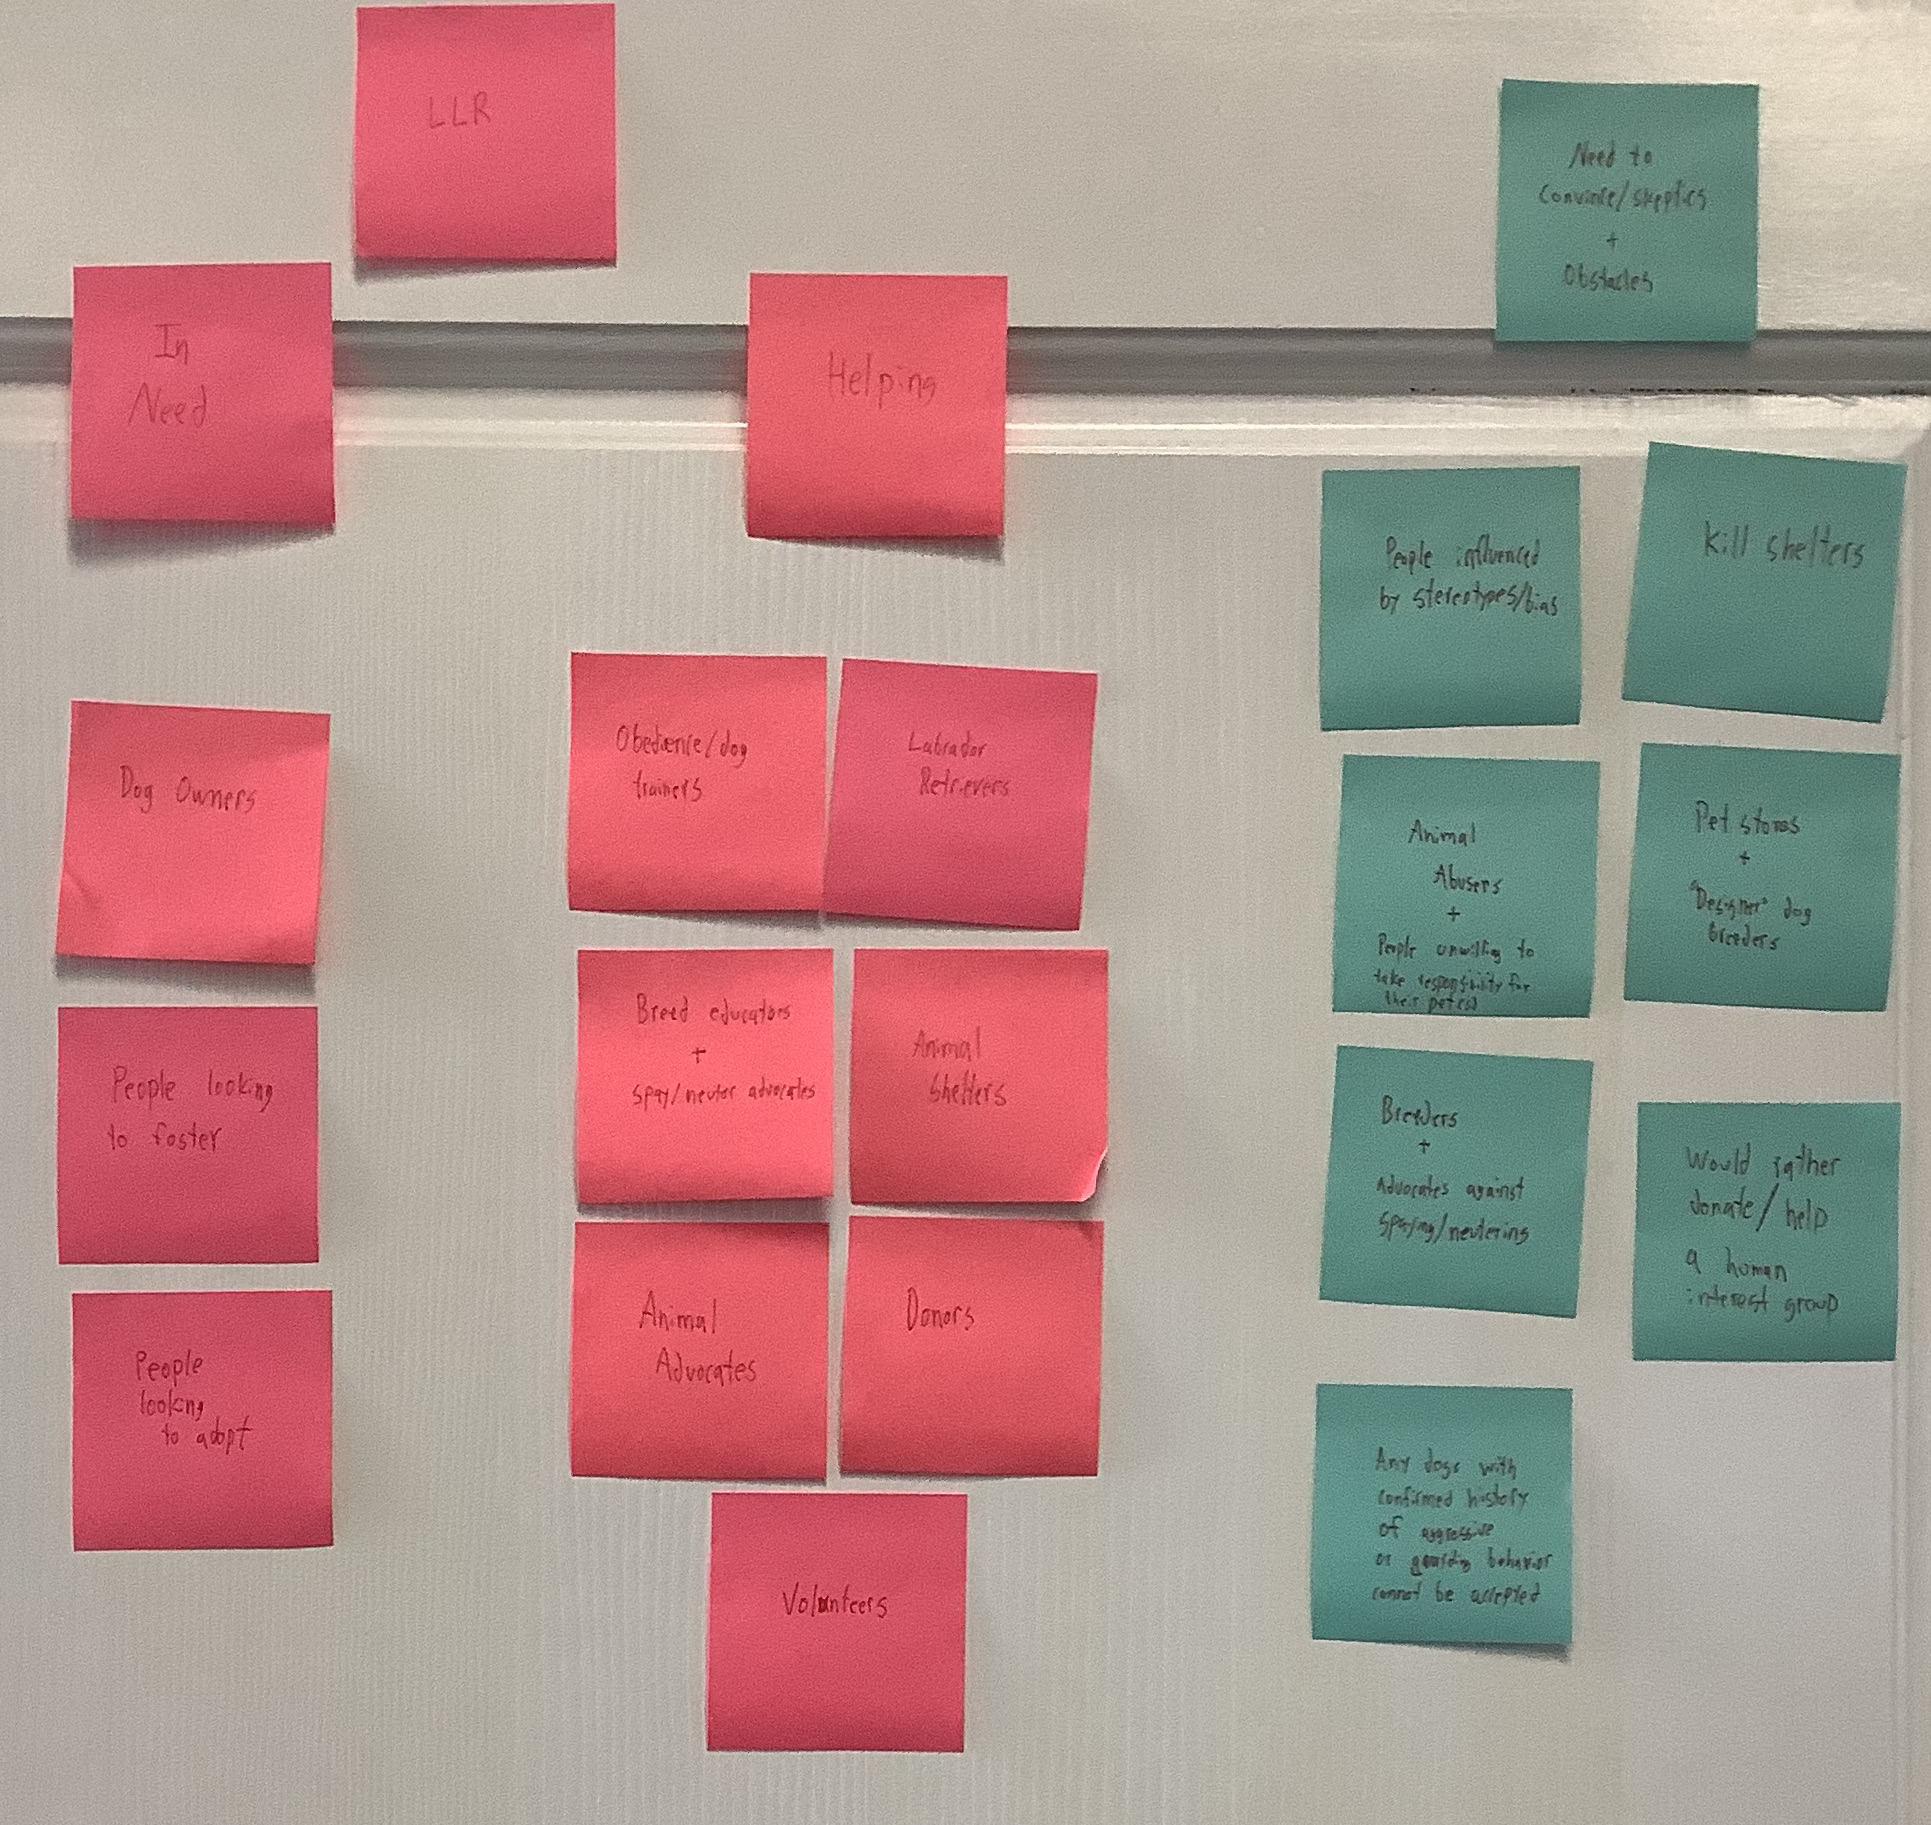 LLR
In
Need
Helping
Need to
Convince/skeptics
+
Obstacles
Dog Owners
People looking
to foster
People
looking
to adopt
Obedience/dog
trainers
Labrador
Retrievers
Breed educators
+
Spay/neuter advocates
Animal
Shelters
Animal
Advocates
Donors
Volunteers
People influenced
by stereotypes/bias
Kill shelters
Animal
Abusers
+
People unwilling to
take responsibility for
their pet(s)
Pet stores
+
"Designer" dog
breeders
Breeders
+
Advocates against
Spaying/neutering
Would rather
donate/help
a human
interest group
Any dogs with
confirmed history
of aggressive
or guarding behavior
cannot be accepted